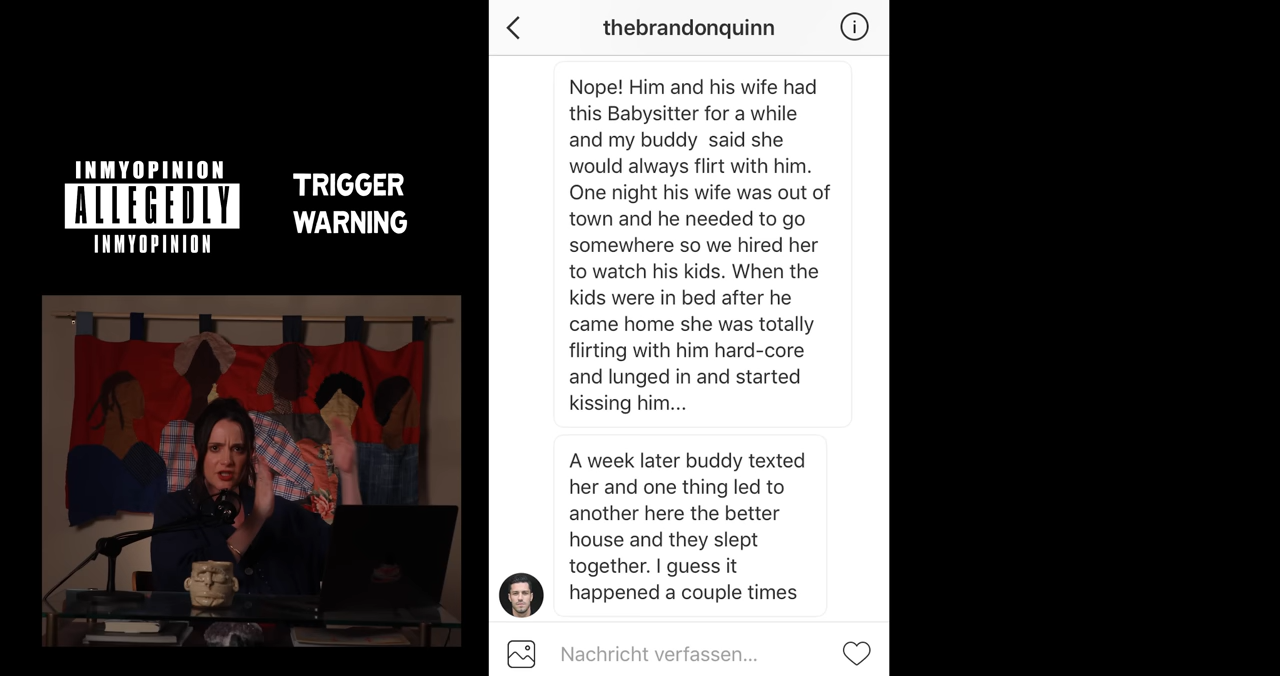 INMYOPINION
ALLEGEDLY
INMYOPINION
TRIGGER
WARNING
thebrandonquinn
Nope! Him and his wife had
this Babysitter for a while
and my buddy  said she
would always flirt with him.
One night his wife was out of
town and he needed to go
somewhere so we hired her
to watch his kids. When the
kids were in bed after he
came home she was totally
flirting with him hard-core
and lunged in and started
kissing him...
A week later buddy texted
her and one thing led to
another here the better
house and they slept
together. I guess it
happened a couple times
Nachricht verfassen...